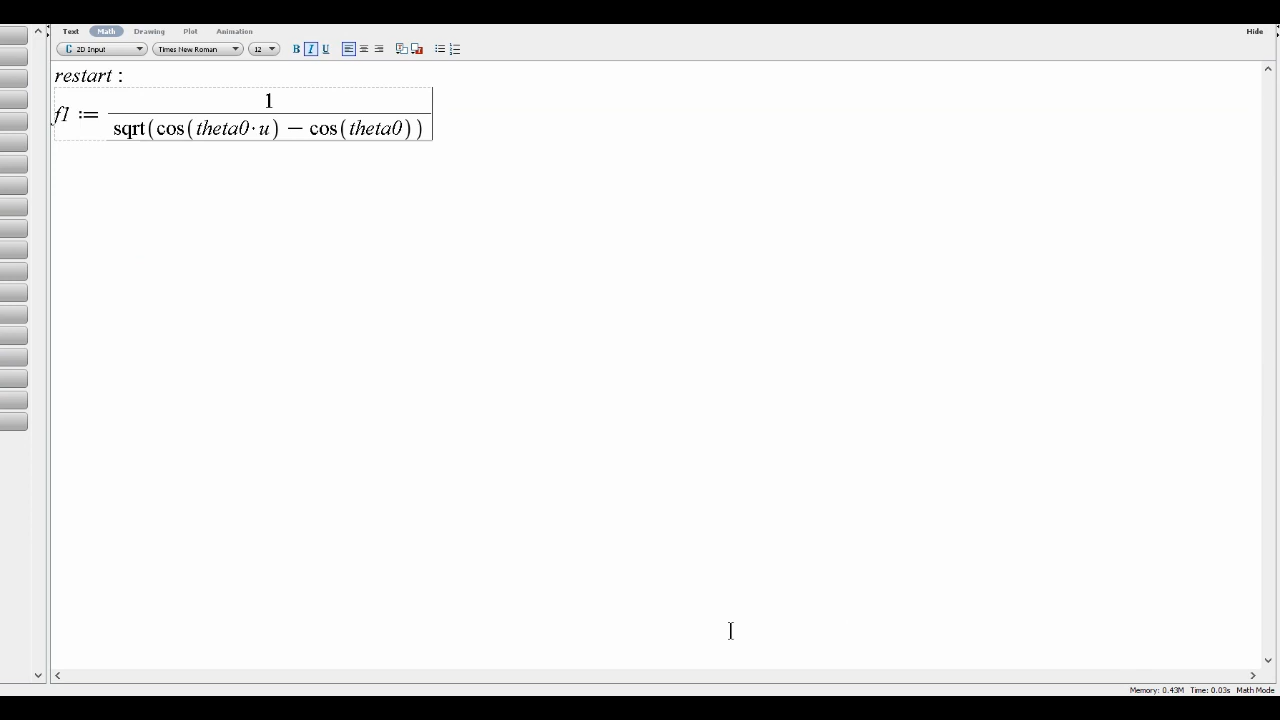 Text Math Drawing Plot Animation Hide
C 2D Input Times New Roman 12 B I U
restart :
f1 := 1
sqrt(cos(theta0·u) − cos(theta0))
Memory: 0.43M Time: 0.03s Math Mode